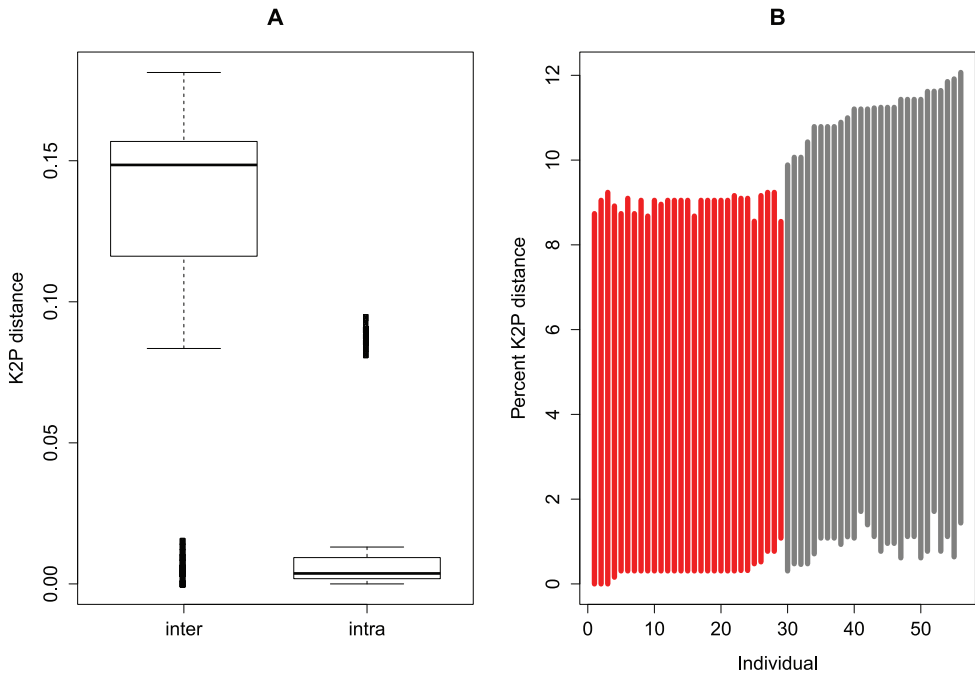 A
K2P distance
0.15
0.10
0.05
0.00
inter intra
B
Percent K2P distance
12
10
8
6
4
2
0
0 10 20 30 40 50
Individual